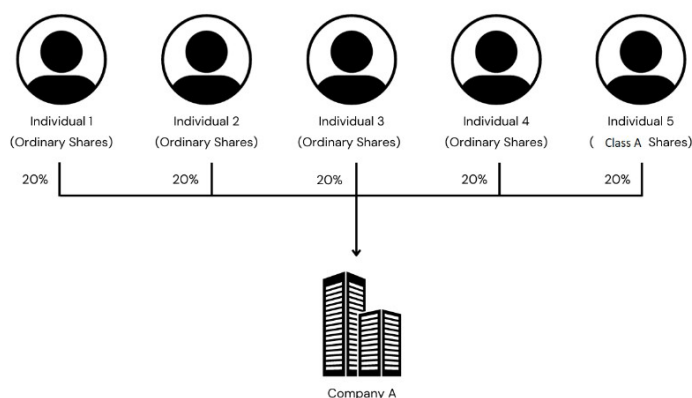 Individual 1
(Ordinary Shares)
Individual 2
(Ordinary Shares)
Individual 3
(Ordinary Shares)
Individual 4
(Ordinary Shares)
Individual 5
( Class A Shares)
20%
20%
20%
20%
20%
Company A